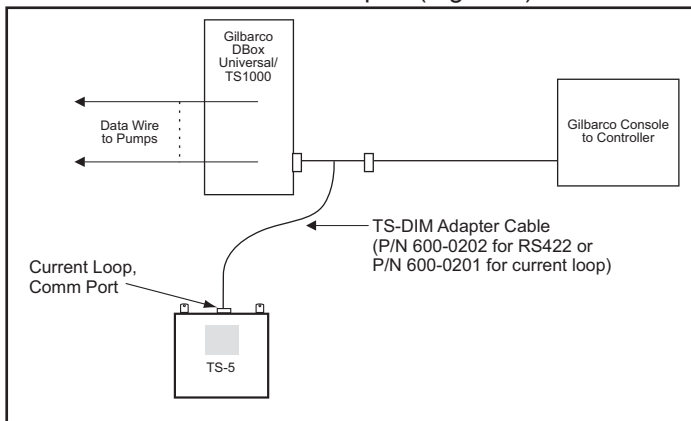 Gilbarco
DBox
Universal/
TS1000
Data Wire
to Pumps
Gilbarco Console
to Controller
TS-DIM Adapter Cable
(P/N 600-0202 for RS422 or
P/N 600-0201 for current loop)
Current Loop,
Comm Port
TS-5